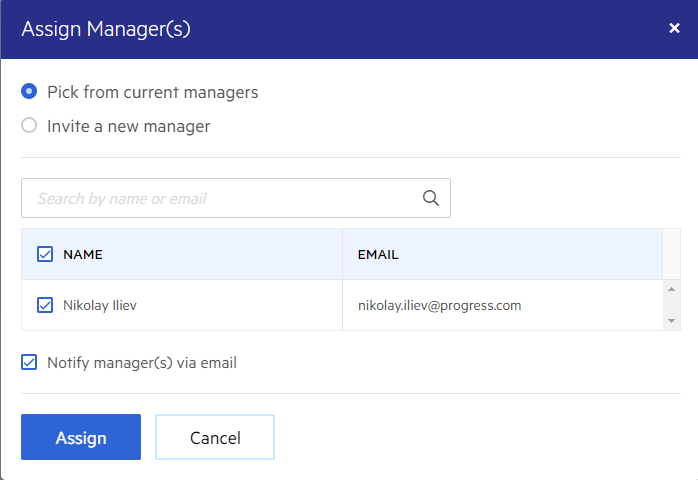 Assign Manager(s)
Pick from current managers
Invite a new manager
Search by name or email
NAME EMAIL
Nikolay Iliev nikolay.iliev@progress.com
Notify manager(s) via email
Assign Cancel